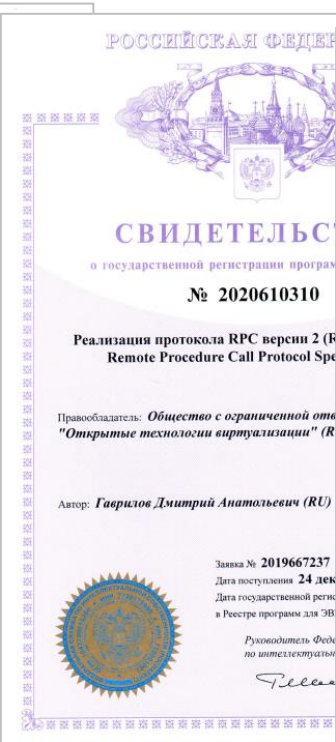 РОССИЙСКАЯ ФЕДЕР
СВИДЕТЕЛЬС
о государственной регистрации програм
№ 2020610310
Реализация протокола RPC версии 2 (R
Remote Procedure Call Protocol Spe
Правообладатель: Общество с ограниченной отв
"Открытые технологии виртуализации" (R
Автор: Гаврилов Дмитрий Анатольевич (RU)
Заявка № 2019667237
Дата поступления 24 дек
Дата государственной регис
в Реестре программ для ЭВ
Руководитель Феде
по интеллектуальн